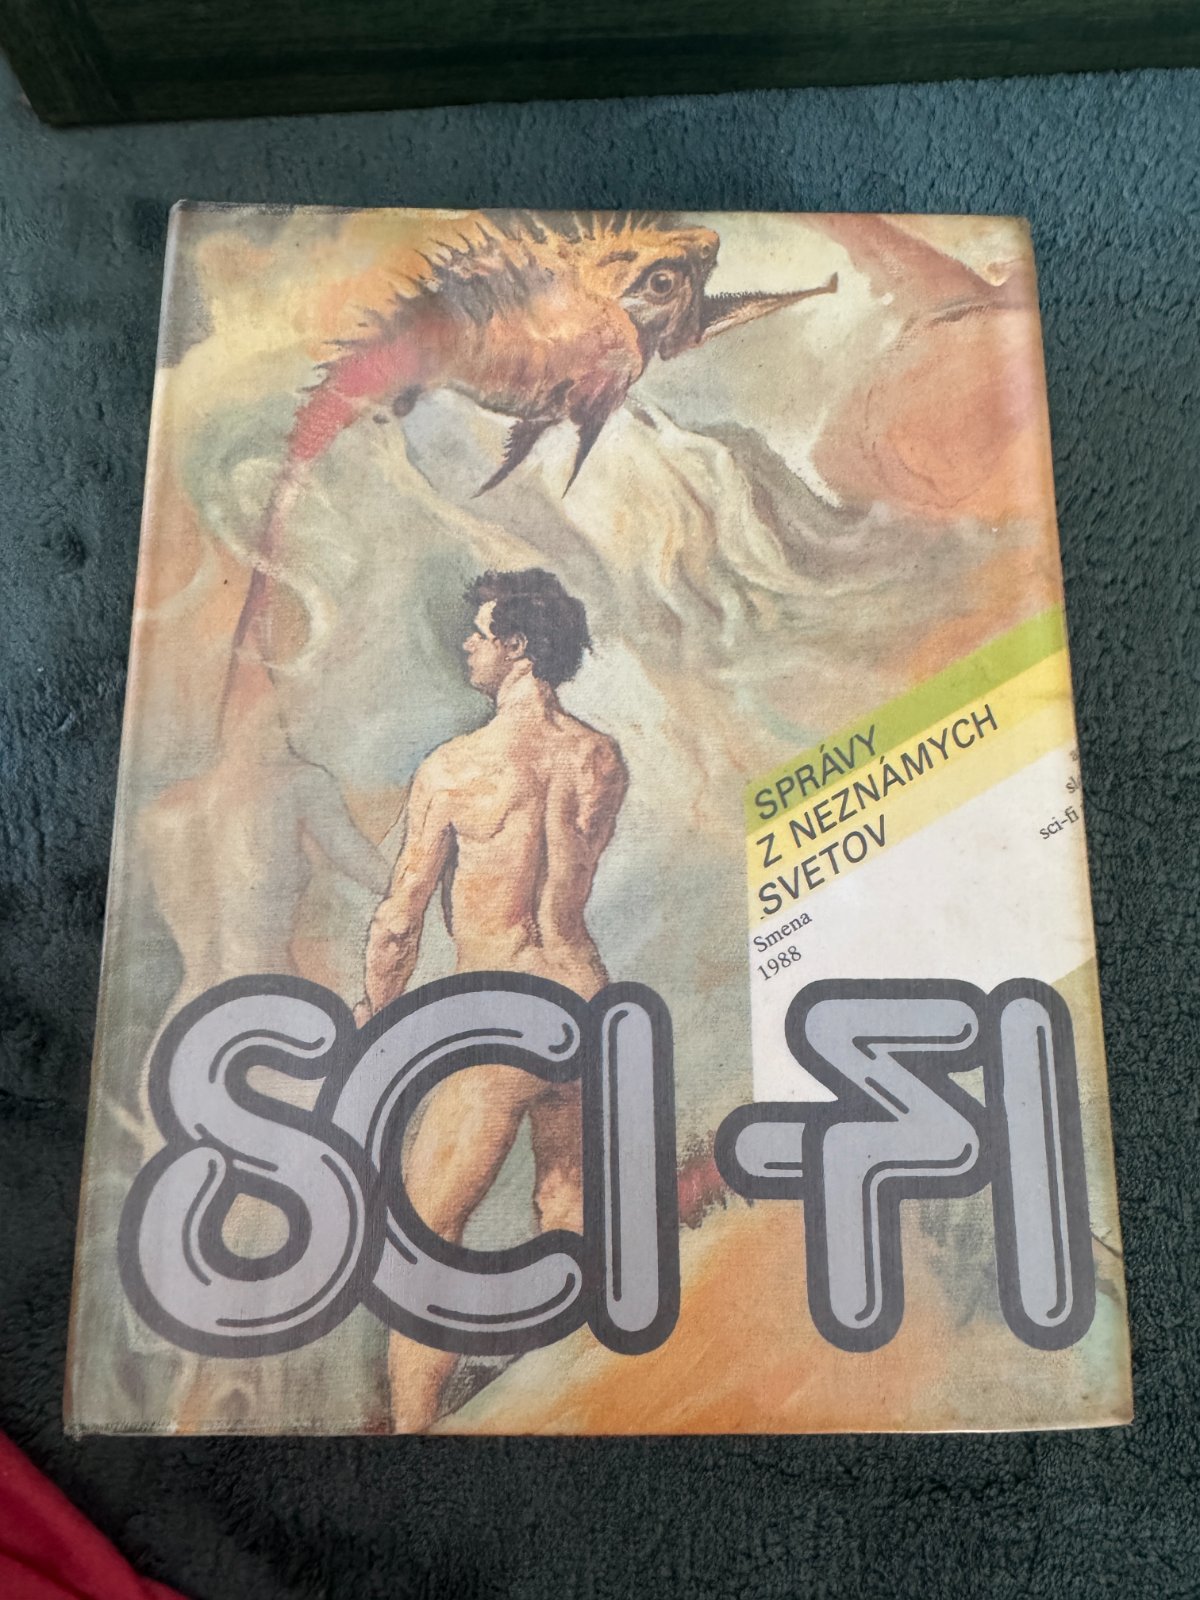 SPRÁVY
Z NEZNÁMYCH
SVETOV
Smena
1988
sci-fi
SCI-FI